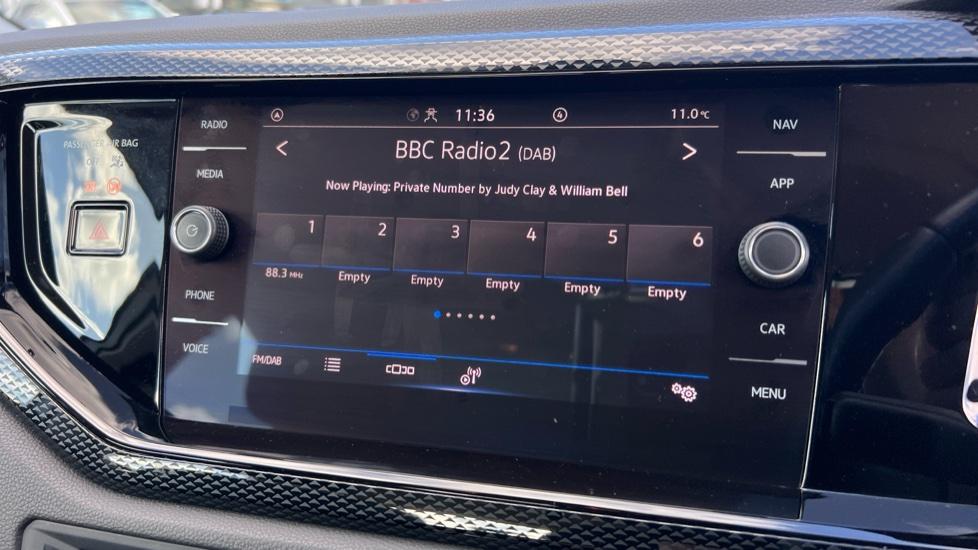 PASSENGER AIR BAG
OFF
RADIO
MEDIA
PHONE
VOICE
11:36
4
11.0 °C
BBC Radio2 (DAB)
Now Playing: Private Number by Judy Clay & William Bell
1 2 3 4 5 6
88.3 MHz Empty Empty Empty Empty Empty
FM/DAB
NAV
APP
CAR
MENU